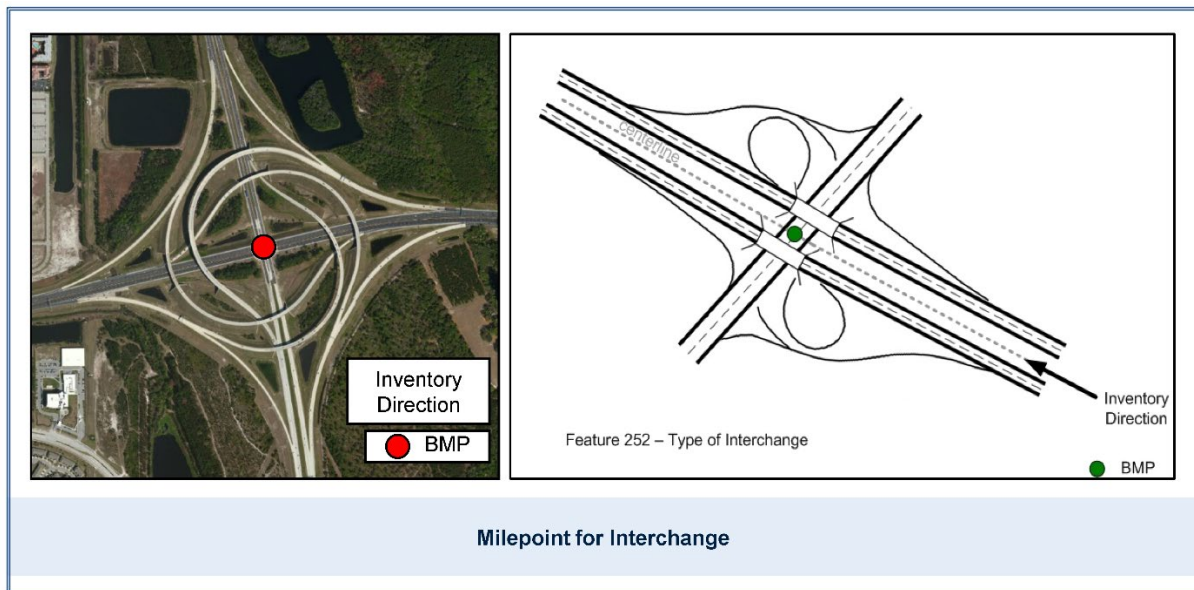 Inventory
Direction
BMP
centerline
Inventory
Direction
Feature 252 – Type of Interchange
BMP
Milepoint for Interchange